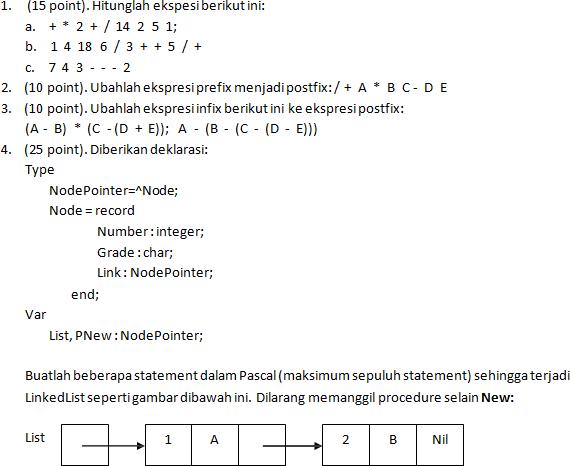 1. (15 point). Hitunglah ekspesi berikut ini:
a. + * 2 + / 14 2 5 1;
b. 1 4 18 6 / 3 + + 5 / +
c. 7 4 3 - - - 2
2. (10 point). Ubahlah ekspresi prefix menjadi postfix: / + A * B C - D E
3. (10 point). Ubahlah ekspresi infix berikut ini ke ekspresi postfix:
(A - B) * (C - (D + E)); A - (B - (C - (D - E)))
4. (25 point). Diberikan deklarasi:
Type
NodePointer=^Node;
Node = record
Number : integer;
Grade : char;
Link : NodePointer;
end;
Var
List, PNew : NodePointer;
Buatlah beberapa statement dalam Pascal (maksimum sepuluh statement) sehingga terjadi
LinkedList seperti gambar dibawah ini. Dilarang memanggil procedure selain New:
List 1 A 2 B Nil